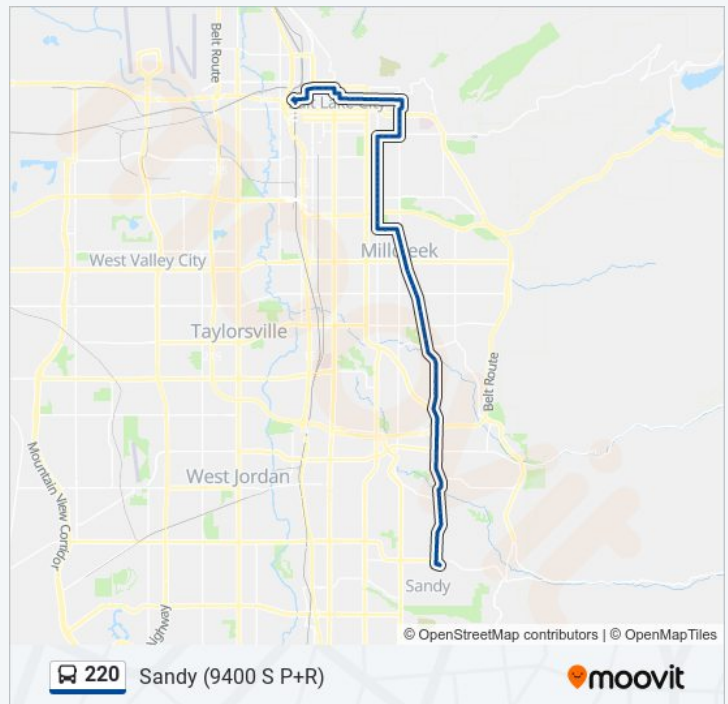 Belt Route
Salt Lake City
Millcreek
West Valley City
Taylorsville
Belt Route
West Jordan
Mountain View Corridor
Sandy
Highway
© OpenStreetMap contributors | © OpenMapTiles
220
Sandy (9400 S P+R)
moovit